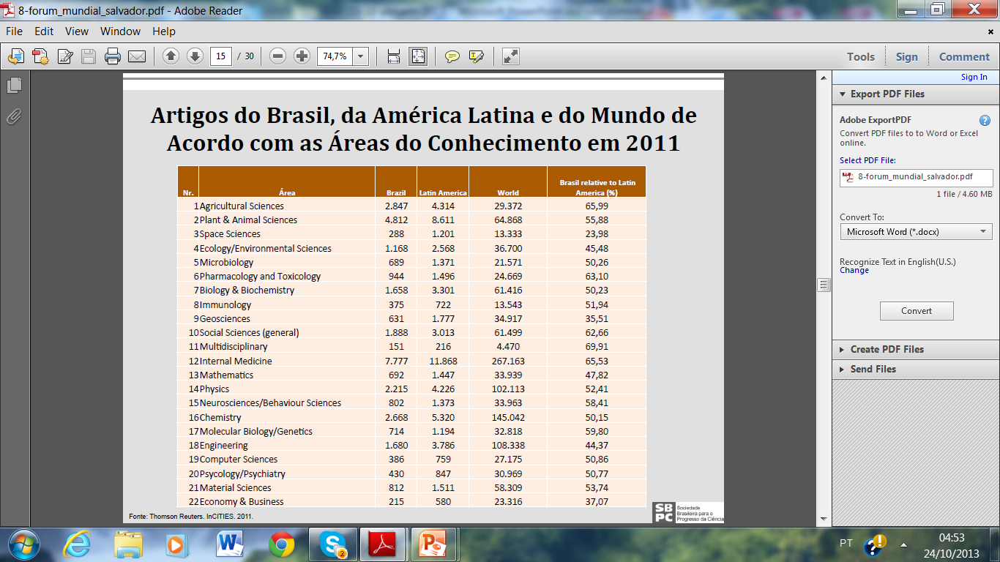 8-forum_mundial_salvador.pdf - Adobe Reader
File Edit View Window Help
15 / 30 74,7% Tools Sign Comment
Sign In
Export PDF Files
Adobe ExportPDF
Convert PDF files to to Word or Excel
online.
Select PDF File:
8-forum_mundial_salvador.pdf
1 file / 4.60 MB
Convert To:
Microsoft Word (*.docx)
Recognize Text in English(U.S.)
Change
Convert
Create PDF Files
Send Files
Artigos do Brasil, da América Latina e do Mundo de
Acordo com as Áreas do Conhecimento em 2011
Brasil relative to Latin
Nr. Área Brazil Latin America World America (%)
1 Agricultural Sciences 2.847 4.314 29.372 65,99
2 Plant & Animal Sciences 4.812 8.611 64.868 55,88
3 Space Sciences 288 1.201 13.333 23,98
4 Ecology/Environmental Sciences 1.168 2.568 36.700 45,48
5 Microbiology 689 1.371 21.571 50,26
6 Pharmacology and Toxicology 944 1.496 24.669 63,10
7 Biology & Biochemistry 1.658 3.301 61.416 50,23
8 Immunology 375 722 13.543 51,94
9 Geosciences 631 1.777 34.917 35,51
10 Social Sciences (general) 1.888 3.013 61.499 62,66
11 Multidisciplinary 151 216 4.470 69,91
12 Internal Medicine 7.777 11.868 267.163 65,53
13 Mathematics 692 1.447 33.939 47,82
14 Physics 2.215 4.226 102.113 52,41
15 Neurosciences/Behaviour Sciences 802 1.373 33.963 58,41
16 Chemistry 2.668 5.320 145.042 50,15
17 Molecular Biology/Genetics 714 1.194 32.818 59,80
18 Engineering 1.680 3.786 108.338 44,37
19 Computer Sciences 386 759 27.175 50,86
20 Psycology/Psychiatry 430 847 30.969 50,77
21 Material Sciences 812 1.511 58.309 53,74
22 Economy & Business 215 580 23.316 37,07
Fonte: Thomson Reuters. InCITIES. 2011.
SB
PC
Sociedade
Brasileira para o
Progresso da Ciência
2
PT
04:53
24/10/2013